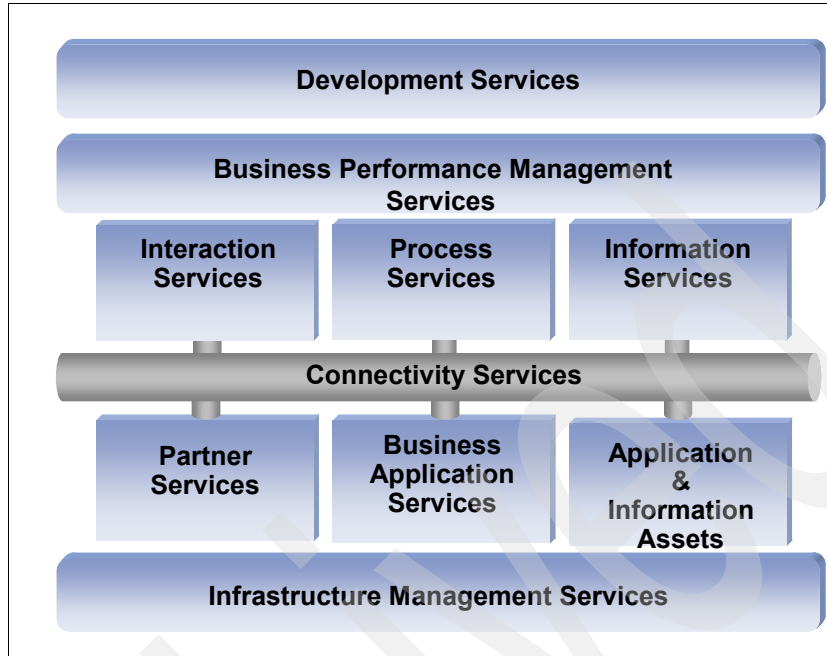 Development Services
Business Performance Management
Services
Interaction
Services
Process
Services
Information
Services
Connectivity Services
Partner
Services
Business
Application
Services
Application
&
Information
Assets
Infrastructure Management Services